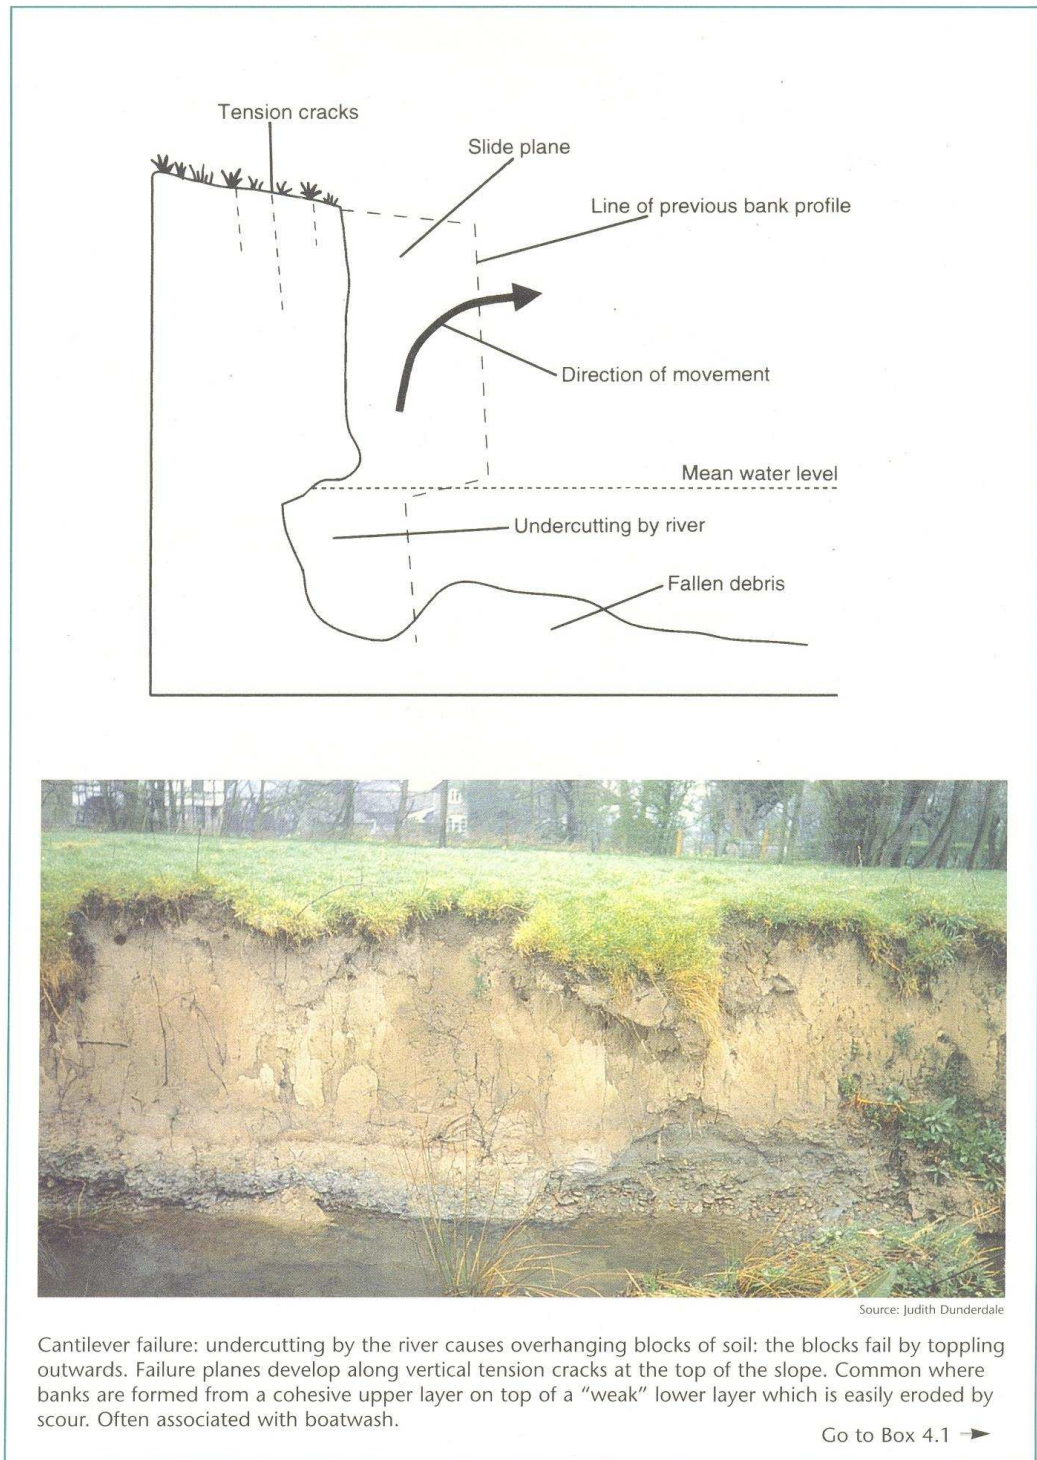 Tension cracks
Slide plane
Line of previous bank profile
Direction of movement
Mean water level
Undercutting by river
Fallen debris
Source: Judith Dunderdale
Cantilever failure: undercutting by the river causes overhanging blocks of soil: the blocks fail by toppling
outwards. Failure planes develop along vertical tension cracks at the top of the slope. Common where
banks are formed from a cohesive upper layer on top of a “weak” lower layer which is easily eroded by
scour. Often associated with boatwash.
Go to Box 4.1